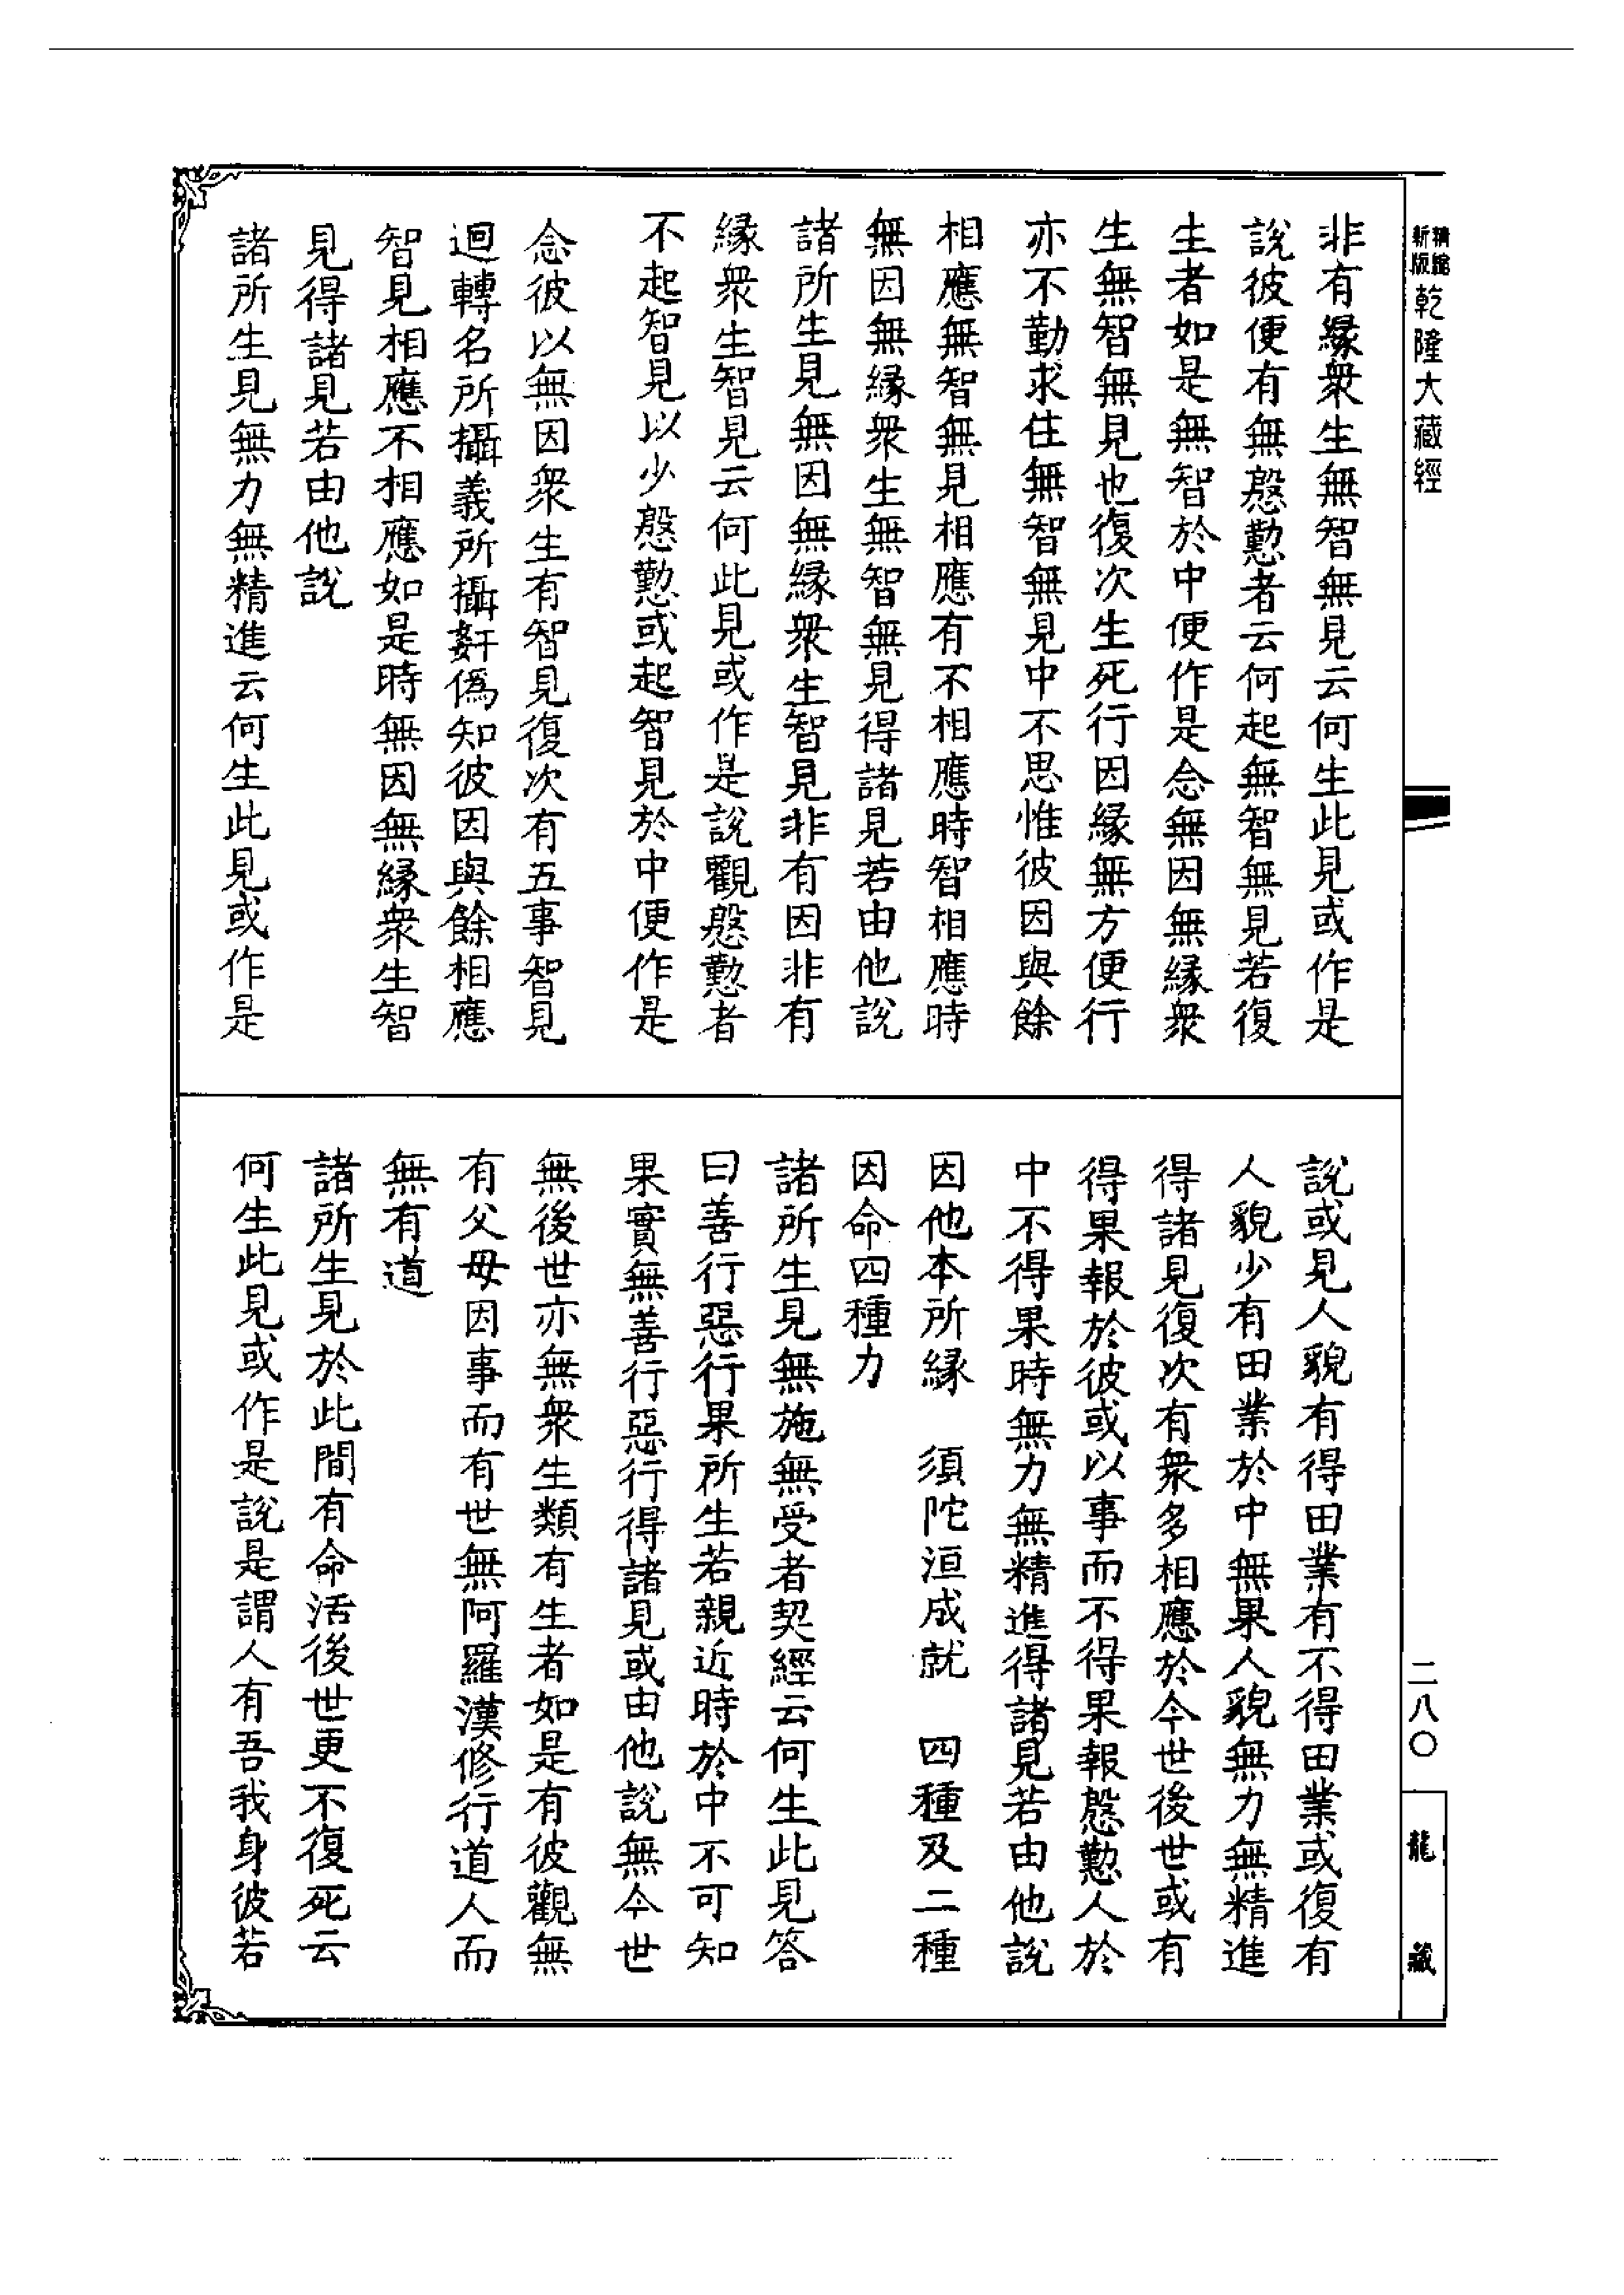 精縮
新版
乾隆大藏經
非有緣衆生無智無見云何生此見或作是
說彼便有無慇懃者云何起無智無見若復
生者如是無智於中便作是念無因無緣衆
生無智無見也復次生死行因緣無方便行
亦不勤求住無智無見中不思惟彼因與餘
相應無智無見相應有不相應時智相應時
無因無緣衆生無智無見得諸見若由他說
諸所生見無因無緣衆生智見非有因非有
緣衆生智見云何此見或作是說觀慇懃者
不起智見以少慇懃或起智見於中便作是
念彼以無因衆生有智見復次有五事智見
迴轉名所攝義所攝姧僞知彼因與餘相應
智見相應不相應如是時無因無緣衆生智
見得諸見若由他說
諸所生見無力無精進云何生此見或作是
說或見人貌有得田業有不得田業或復有
人貌少有田業於中無果人貌無力無精進
得諸見復次有衆多相應於今世後世或有
得果報於彼或以事而不得果報慇懃人於
中不得果時無力無精進得諸見若由他說
因他本所緣　須陀洹成就　四種及二種
因命四種力
諸所生見無施無受者契經云何生此見答
曰善行惡行果所生若親近時於中不可知
果實無善行惡行得諸見或由他說無今世
無後世亦無衆生類有生者如是有彼觀無
有父母因事而有世無阿羅漢修行道人而
無有道
諸所生見於此間有命活後世更不復死云
何生此見或作是說是謂人有吾我身彼若
二八〇
龍藏